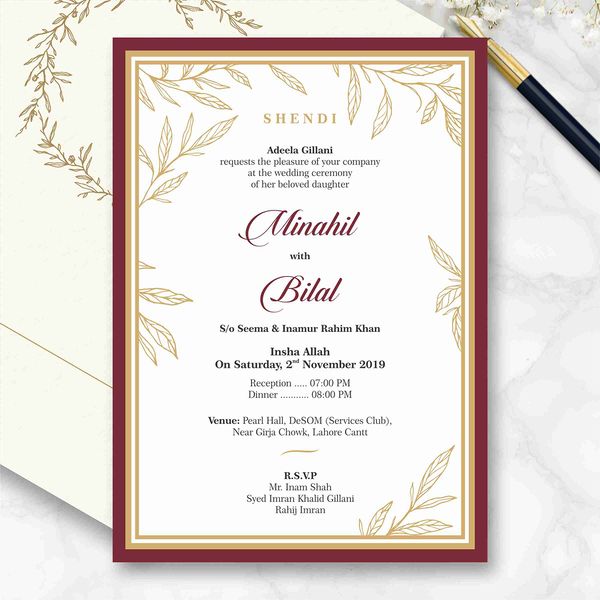 SHENDI
Adeela Gillani
requests the pleasure of your company
at the wedding ceremony
of her beloved daughter
Minahil
with
Bilal
S/o Seema & Inamur Rahim Khan
Insha Allah
On Saturday, 2nd November 2019
Reception ..... 07:00 PM
Dinner ........... 08:00 PM
Venue: Pearl Hall, DeSOM (Services Club),
Near Girja Chowk, Lahore Cantt
R.S.V.P
Mr. Inam Shah
Syed Imran Khalid Gillani
Rahij Imran